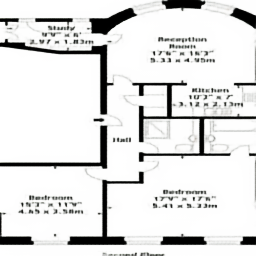 Study
9'9" x 6'
2.97 x 1.83m
Reception
Room
17'6" x 16'3"
5.33 x 4.95m
Kitchen
10'3" x 7'
3.12 x 2.13m
Hall
Bedroom
15'3" x 11'9"
4.65 x 3.58m
Bedroom
17'9" x 17'6"
5.41 x 5.33m
Second Floor